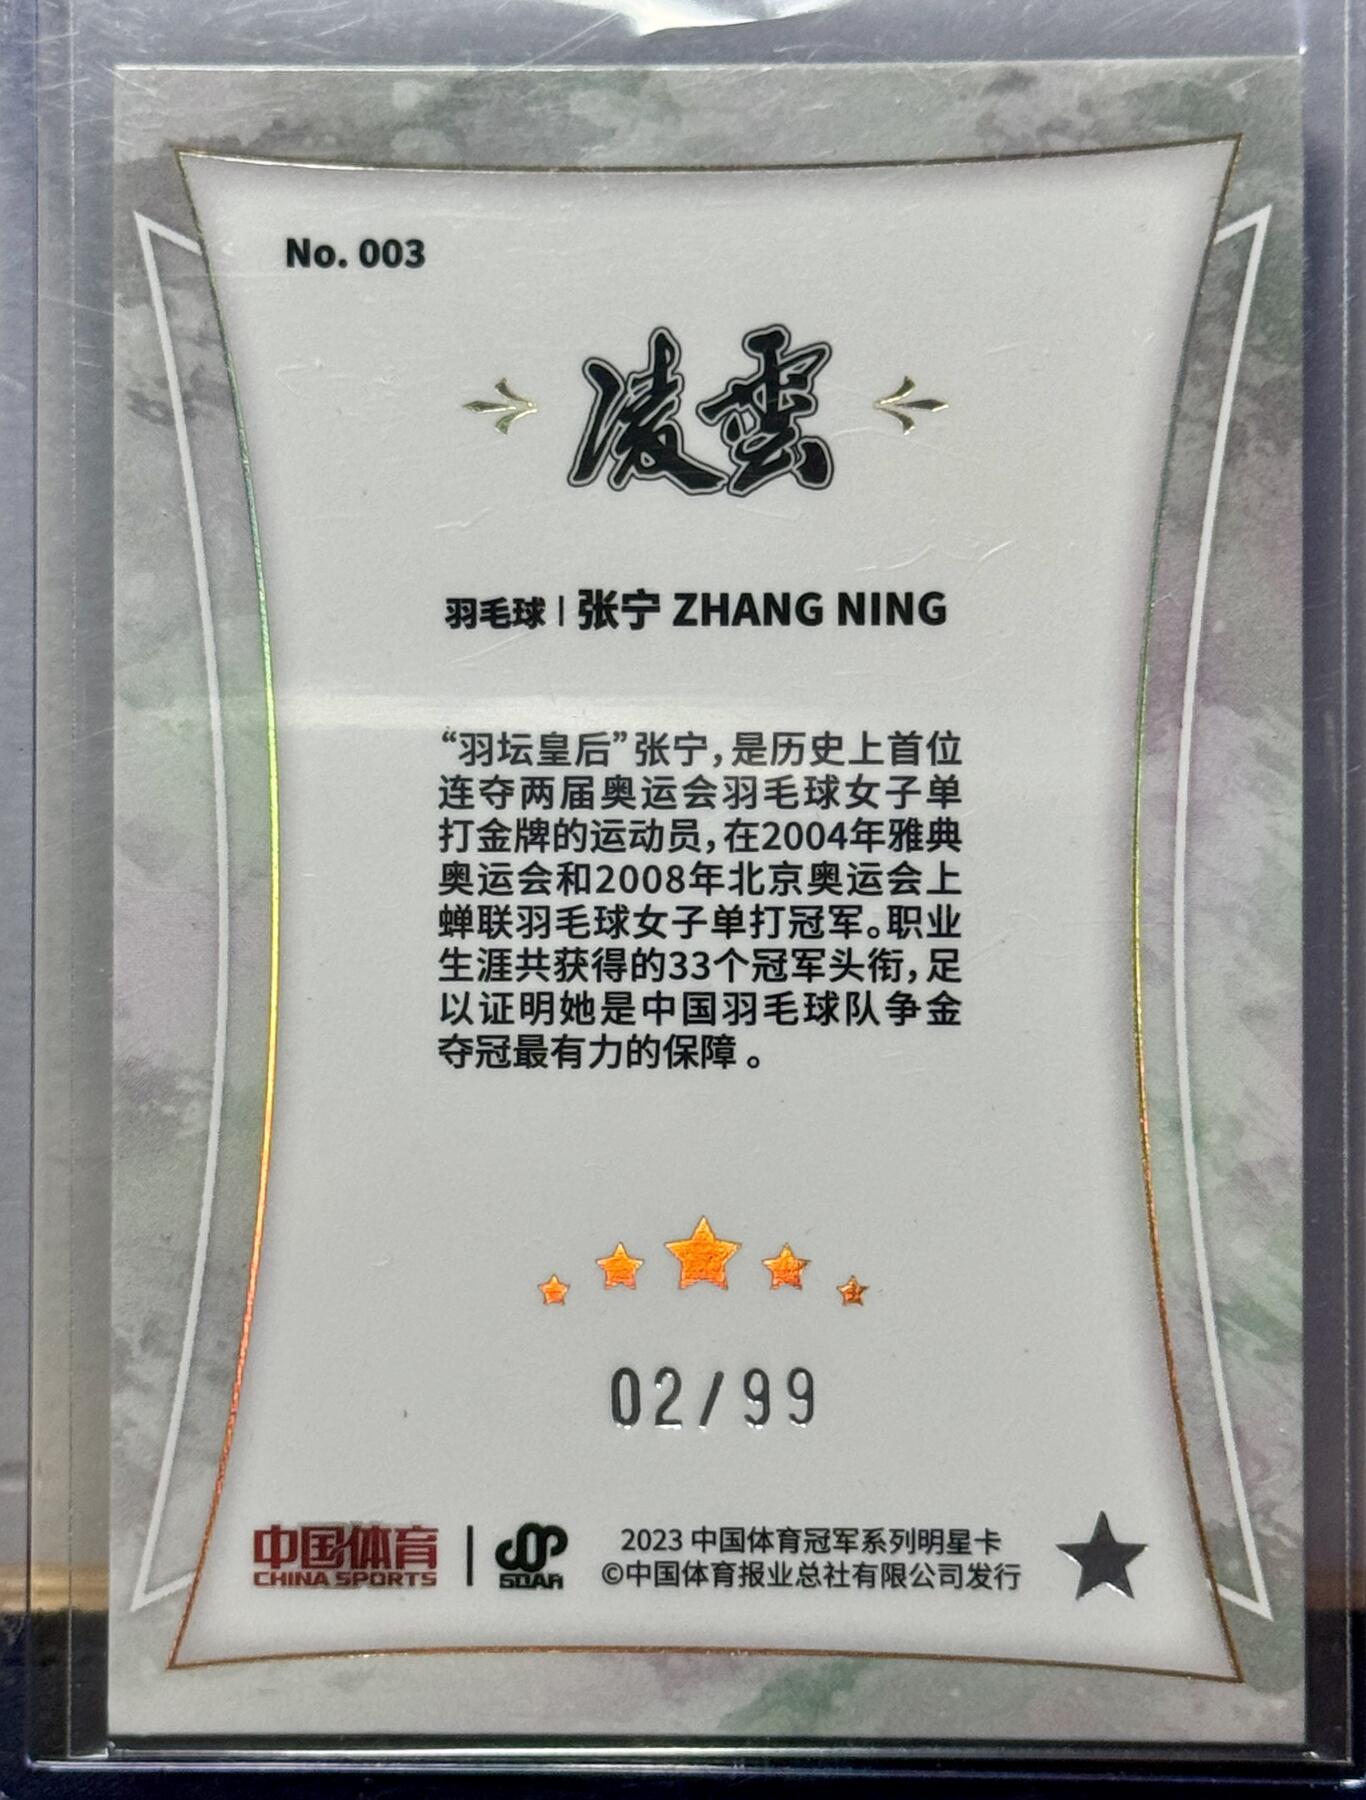 No. 003
凌雲
羽毛球 | 张宁 ZHANG NING
“羽坛皇后”张宁，是历史上首位
连夺两届奥运会羽毛球女子单
打金牌的运动员，在2004年雅典
奥运会和2008年北京奥运会上
蝉联羽毛球女子单打冠军。职业
生涯共获得的33个冠军头衔，足
以证明她是中国羽毛球队争金
夺冠最有力的保障 。
02/99
中国体育
CHINA SPORTS
SOAR
2023 中国体育冠军系列明星卡
©中国体育报业总社有限公司发行